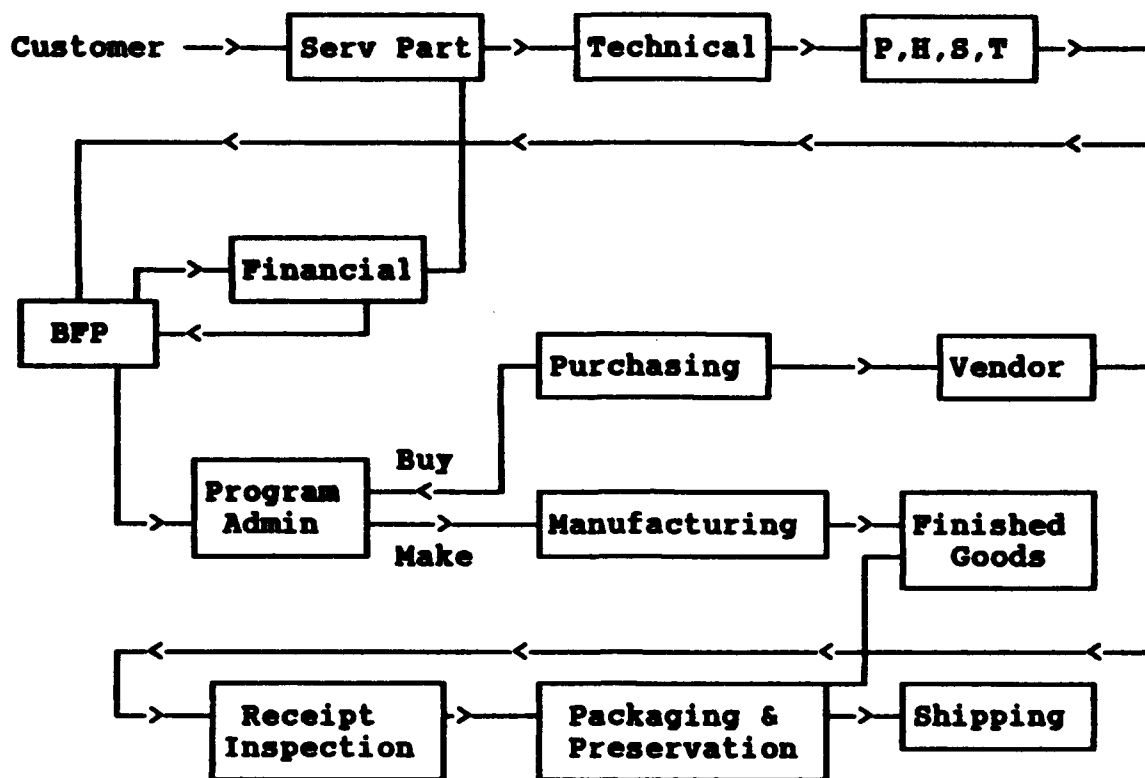 Customer
Serv Part
Technical
P,H,S,T
Financial
BFP
Purchasing
Vendor
Buy
Program
Admin
Make
Manufacturing
Finished
Goods
Receipt
Inspection
Packaging &
Preservation
Shipping